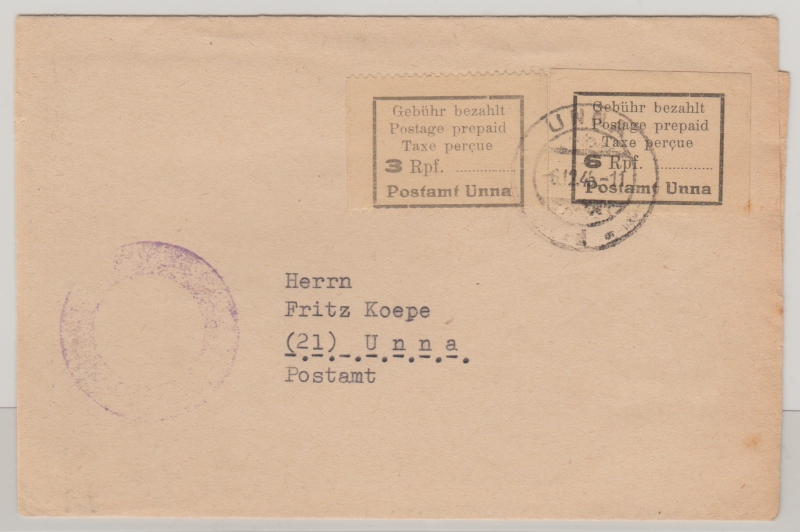 Gebühr bezahlt
Postage prepaid
Taxe perçue
3 Rpf. ..............
Postamt Unna
Gebühr bezahlt
Postage prepaid
Taxe perçue
6 Rpf. ..............
Postamt Unna
UNNA
Herrn
Fritz Koepe
(21) Unna
Postamt